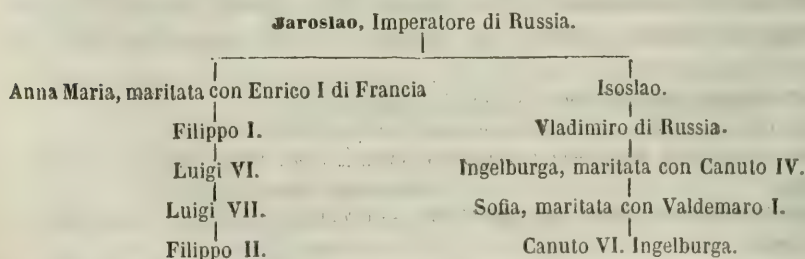 Jaroslao, Imperatore di Russia.
Anna Maria, maritata con Enrico I di Francia Isoslao.
Filippo I. Vladimiro di Russia.
Luigi VI. Ingelburga, maritata con Canuto IV.
Luigi VII. Sofia, maritata con Valdemaro I.
Filippo II. Canuto VI. Ingelburga.